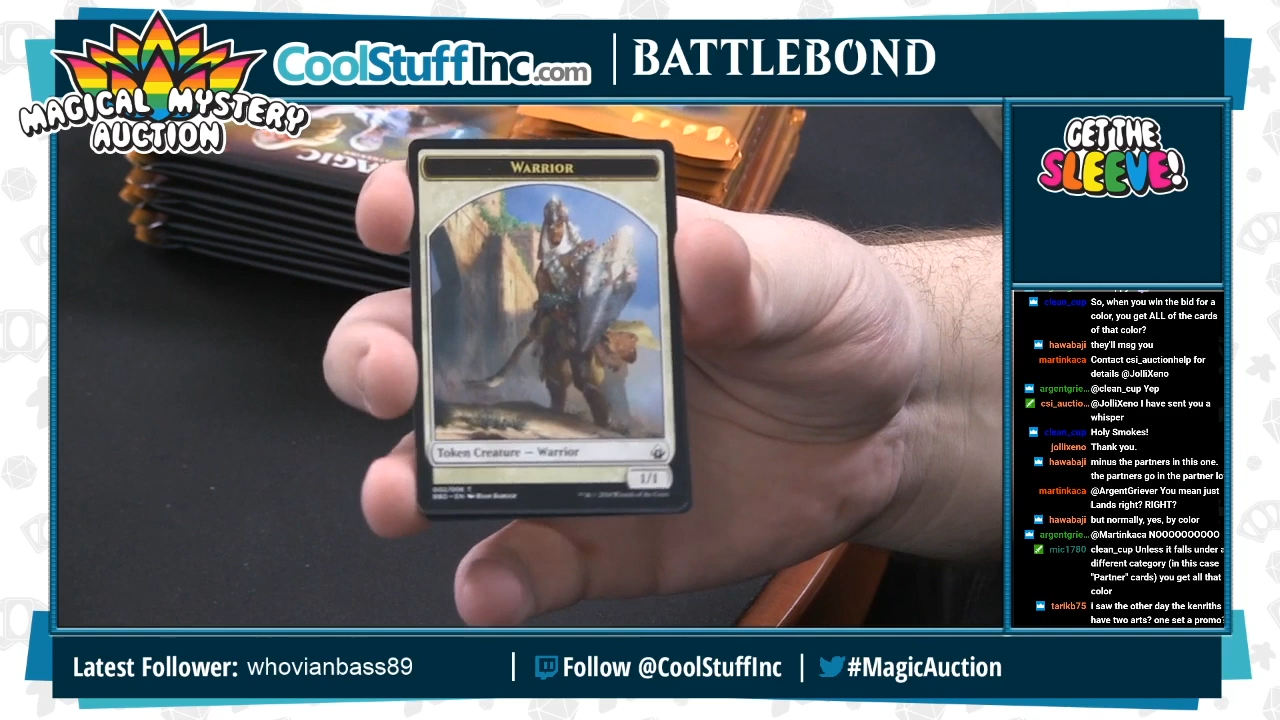 MAGICAL MYSTERY
AUCTION
CoolStuffInc.com
BATTLEBOND
MAGIC
WARRIOR
Token Creature — Warrior
1/1
GET THE
SLEEVE!
clean_cup So, when you win the bid for a
color, you get ALL of the cards
of that color?
hawabaji they'll msg you
martinkaca Contact csi_auctionhelp for
details @JolliXeno
argentgrie... @clean_cup Yep
csi_auctio... @JolliXeno I have sent you a
whisper
clean_cup Holy Smokes!
jollixeno Thank you.
hawabaji minus the partners in this one.
the partners go in the partner lo
martinkaca @ArgentGriever You mean just
Lands right? RIGHT?
hawabaji but normally, yes, by color
argentgrie... @Martinkaca NOOOOOOOOOO
mic1780 clean_cup Unless it falls under a
different category (in this case
"Partner" cards) you get all that
color
tarikb75 i saw the other day the kenriths
have two arts? one set a promo?
Latest Follower: whovianbass89
Follow @CoolStuffInc
#MagicAuction